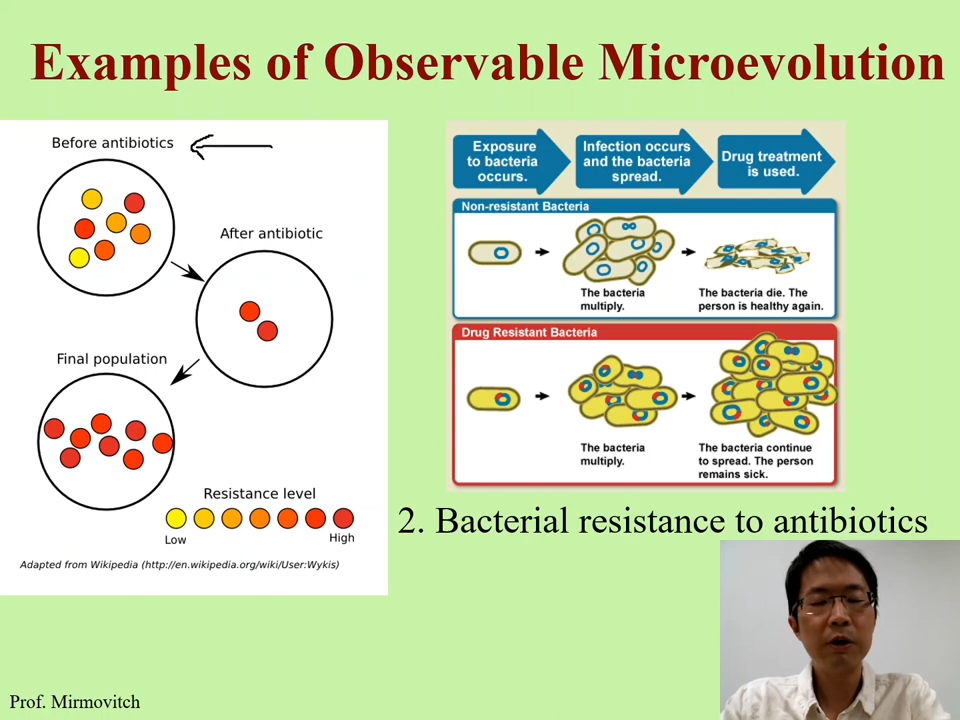 Examples of Observable Microevolution
Before antibiotics
After antibiotic
Final population
Resistance level
Low
High
Adapted from Wikipedia (http://en.wikipedia.org/wiki/User:Wykis)
Exposure
to bacteria
occurs.
Infection occurs
and the bacteria
spread.
Drug treatment
is used.
Non-resistant Bacteria
The bacteria
multiply.
The bacteria die. The
person is healthy again.
Drug Resistant Bacteria
The bacteria
multiply.
The bacteria continue
to spread. The person
remains sick.
2. Bacterial resistance to antibiotics
Prof. Mirmovitch